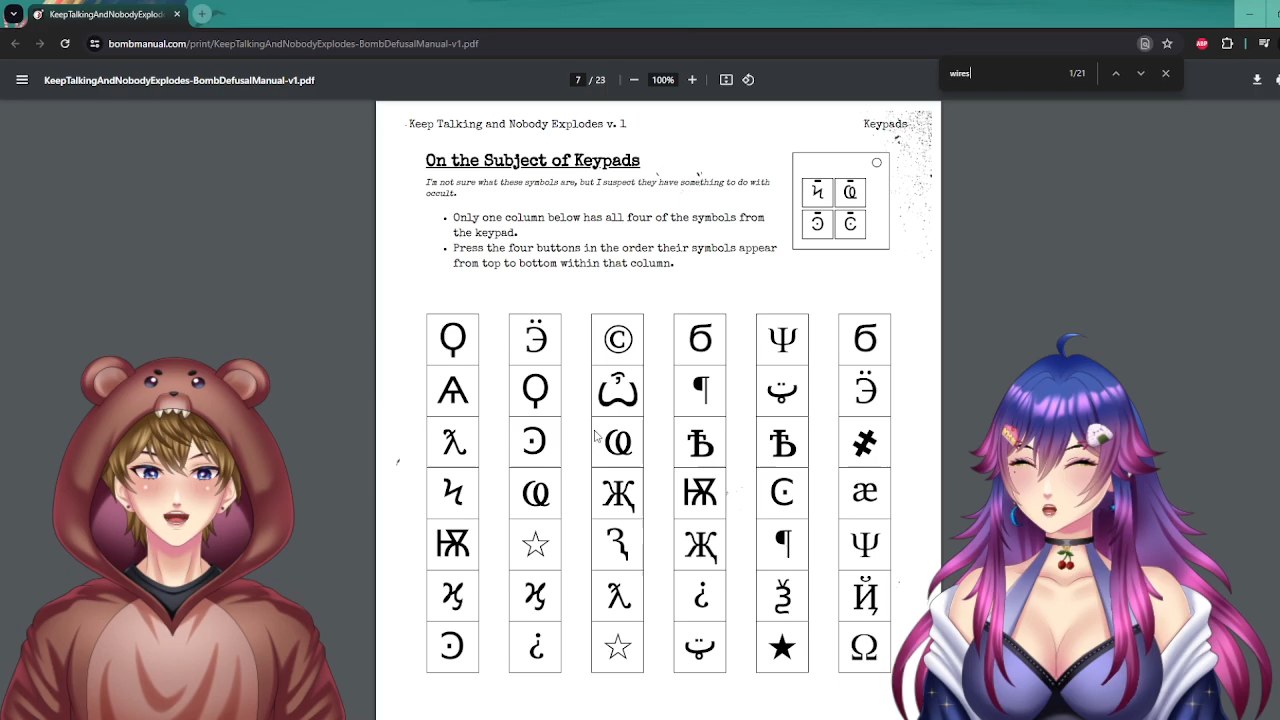 KeepTalkingAndNobodyExplodes
bombmanual.com/print/KeepTalkingAndNobodyExplodes-BombDefusalManual-v1.pdf
ABP
wires
1/21
KeepTalkingAndNobodyExplodes-BombDefusalManual-v1.pdf
7 / 23
100%
Keep Talking and Nobody Explodes v. 1
Keypads
On the Subject of Keypads
I'm not sure what these symbols are, but I suspect they have something to do with
occult.
Only one column below has all four of the symbols from
the keypad.
Press the four buttons in the order their symbols appear
from top to bottom within that column.
Ϟ Ҩ
Ͽ Ͼ
Ϙ Ӭ © Ϭ Ψ Ϭ
Ѧ Ϙ Ѽ ¶ ټ Ӭ
ƛ Ͽ Ҩ Ѣ Ѣ ҂
Ϟ Ҩ Җ Ѭ Ͼ æ
Ѭ ☆ Ԇ Җ ¶ Ψ
ϗ ϗ ƛ ¿ Ѯ Ҋ
Ͽ ¿ ☆ ټ ★ Ω